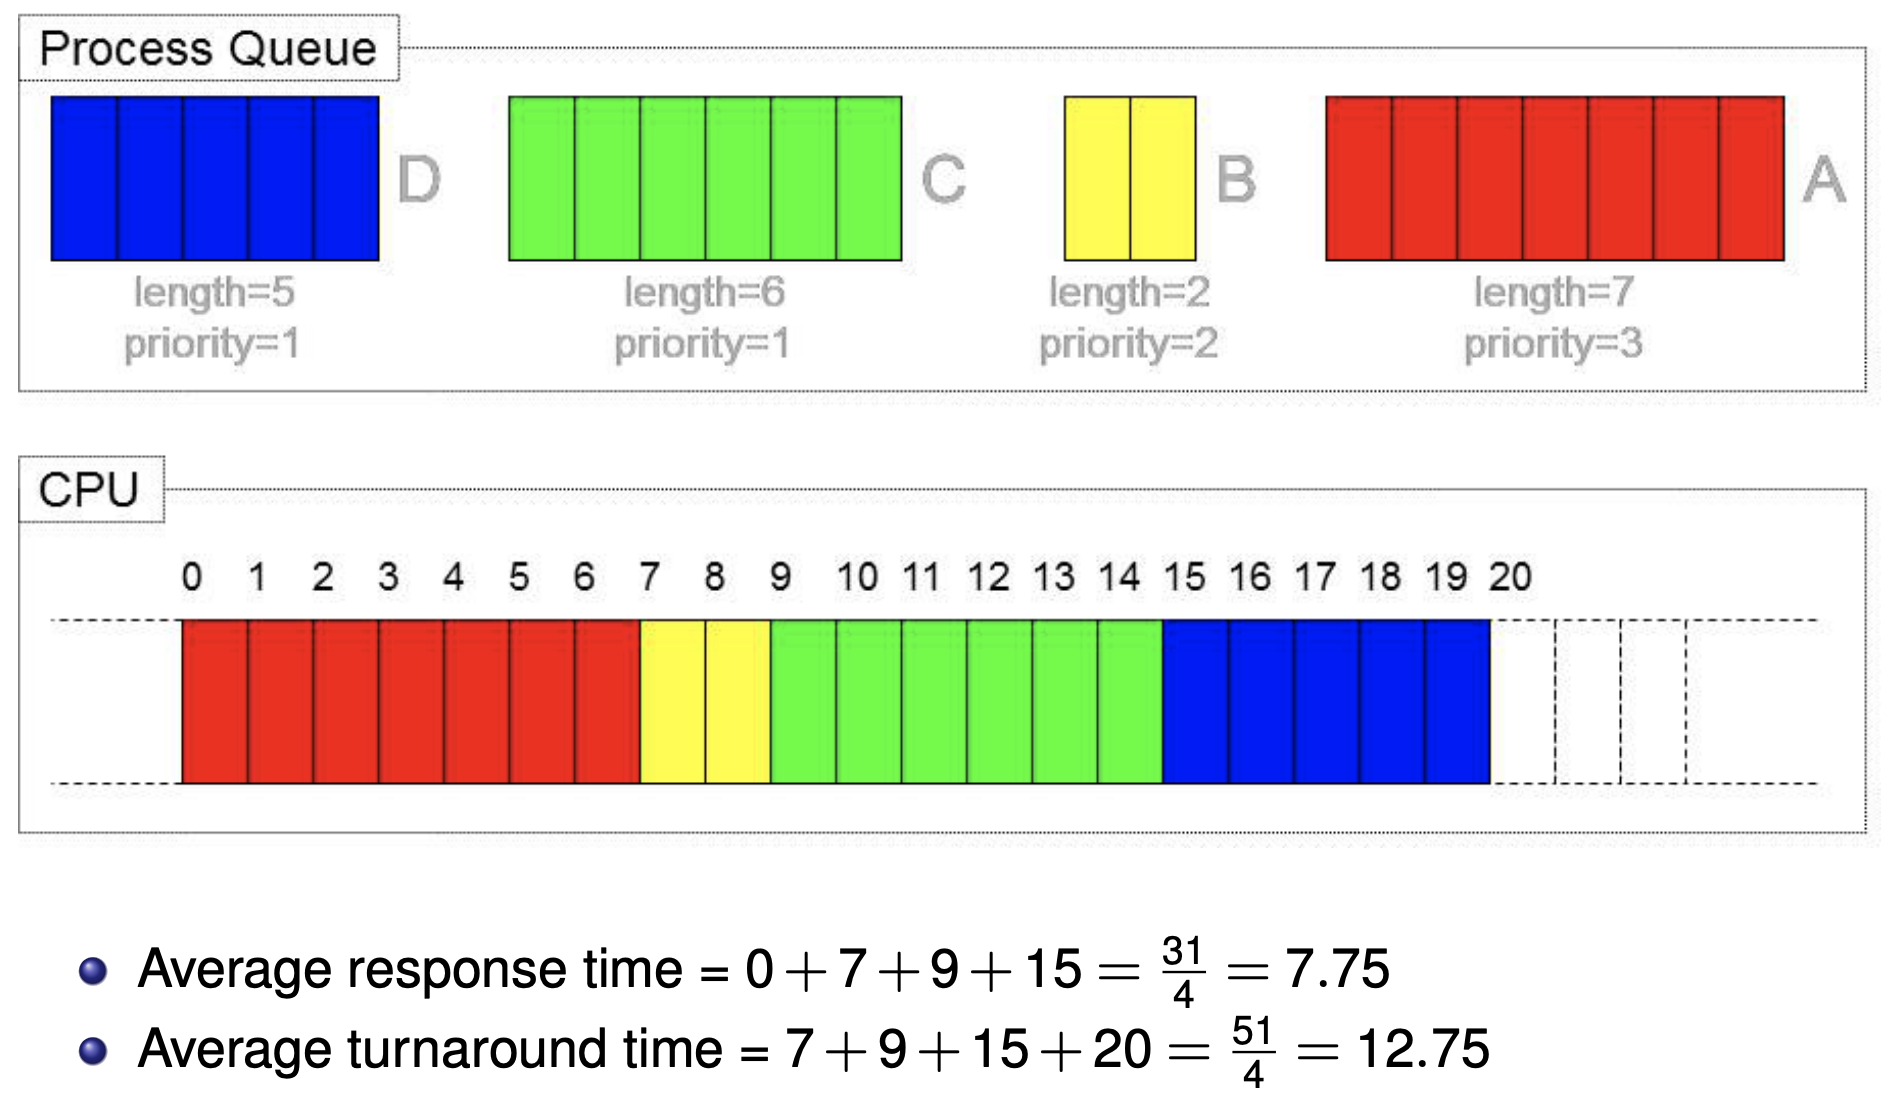 Process Queue
D C B A
length=5 length=6 length=2 length=7
priority=1 priority=1 priority=2 priority=3
CPU
0 1 2 3 4 5 6 7 8 9 10 11 12 13 14 15 16 17 18 19 20
Average response time = 0 + 7 + 9 + 15 = 31/4 = 7.75
Average turnaround time = 7 + 9 + 15 + 20 = 51/4 = 12.75